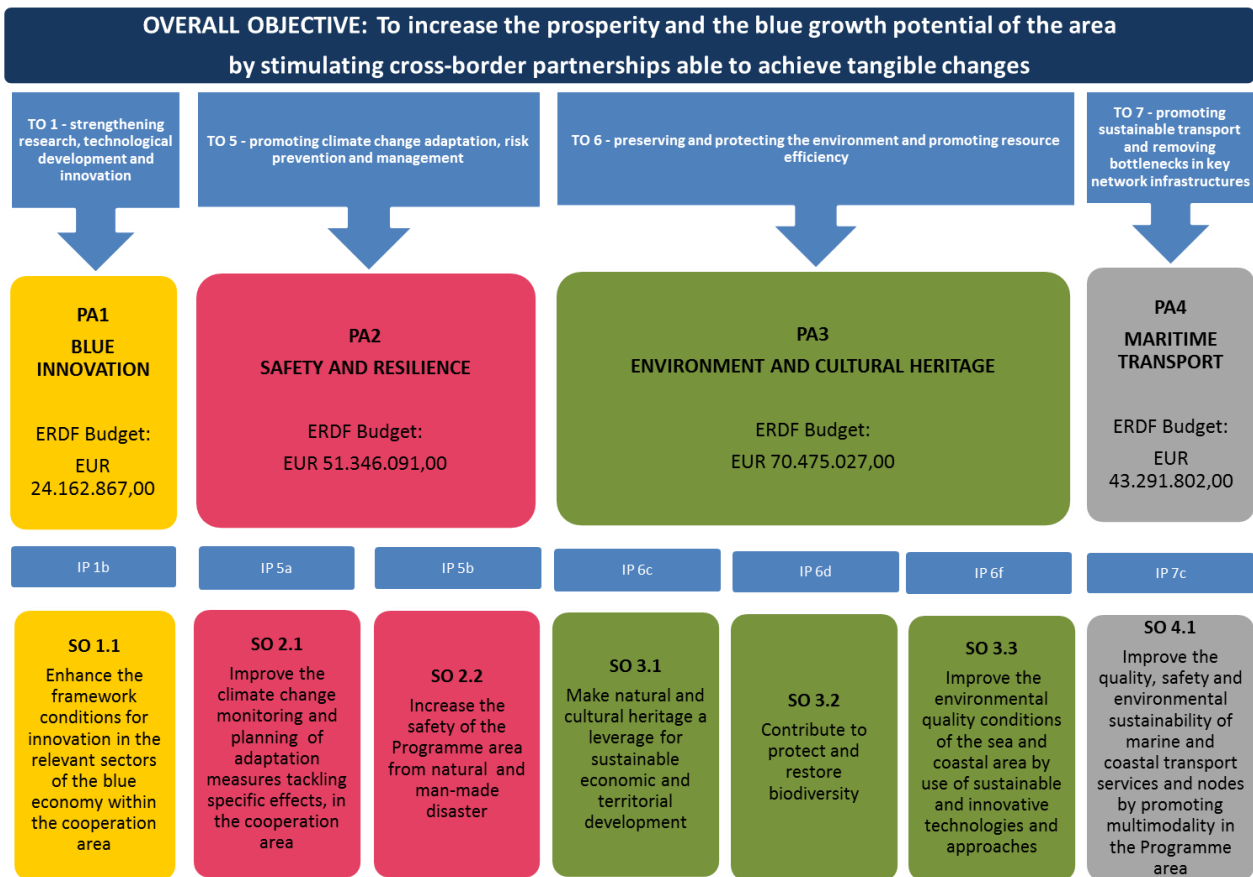 OVERALL OBJECTIVE: To increase the prosperity and the blue growth potential of the area
by stimulating cross-border partnerships able to achieve tangible changes
TO 1 - strengthening
research, technological
development and
innovation
TO 5 - promoting climate change adaptation, risk
prevention and management
TO 6 - preserving and protecting the environment and promoting resource
efficiency
TO 7 - promoting
sustainable transport
and removing
bottlenecks in key
network infrastructures
PA1
BLUE
INNOVATION
ERDF Budget:
EUR
24.162.867,00
PA2
SAFETY AND RESILIENCE
ERDF Budget:
EUR 51.346.091,00
PA3
ENVIRONMENT AND CULTURAL HERITAGE
ERDF Budget:
EUR 70.475.027,00
PA4
MARITIME
TRANSPORT
ERDF Budget:
EUR
43.291.802,00
IP 1b
IP 5a
IP 5b
IP 6c
IP 6d
IP 6f
IP 7c
SO 1.1
Enhance the
framework
conditions for
innovation in the
relevant sectors
of the blue
economy within
the cooperation
area
SO 2.1
Improve the
climate change
monitoring and
planning of
adaptation
measures tackling
specific effects, in
the cooperation
area
SO 2.2
Increase the
safety of the
Programme area
from natural and
man-made
disaster
SO 3.1
Make natural and
cultural heritage a
leverage for
sustainable
economic and
territorial
development
SO 3.2
Contribute to
protect and
restore
biodiversity
SO 3.3
Improve the
environmental
quality conditions
of the sea and
coastal area by
use of sustainable
and innovative
technologies and
approaches
SO 4.1
Improve the
quality, safety and
environmental
sustainability of
marine and
coastal transport
services and nodes
by promoting
multimodality in
the Programme
area